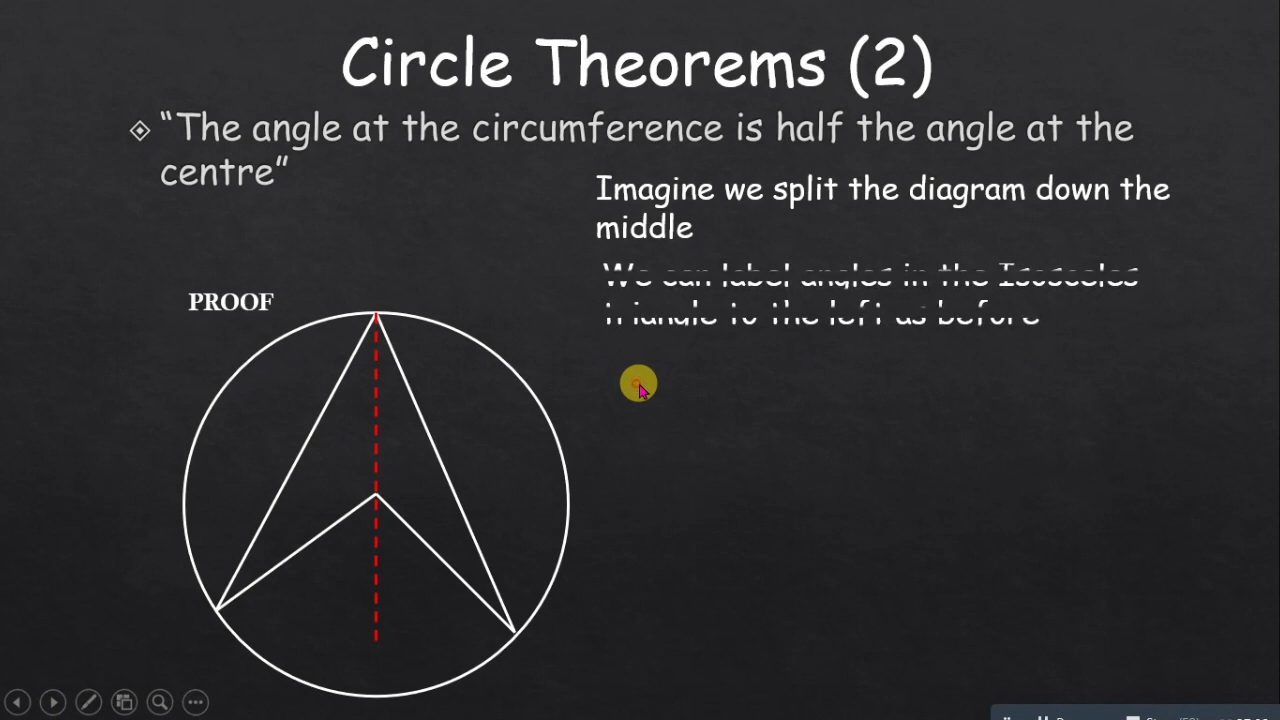 Circle Theorems (2)
“The angle at the circumference is half the angle at the
centre”
Imagine we split the diagram down the
middle
We can label angles in the Isosceles
triangle to the left as before
PROOF